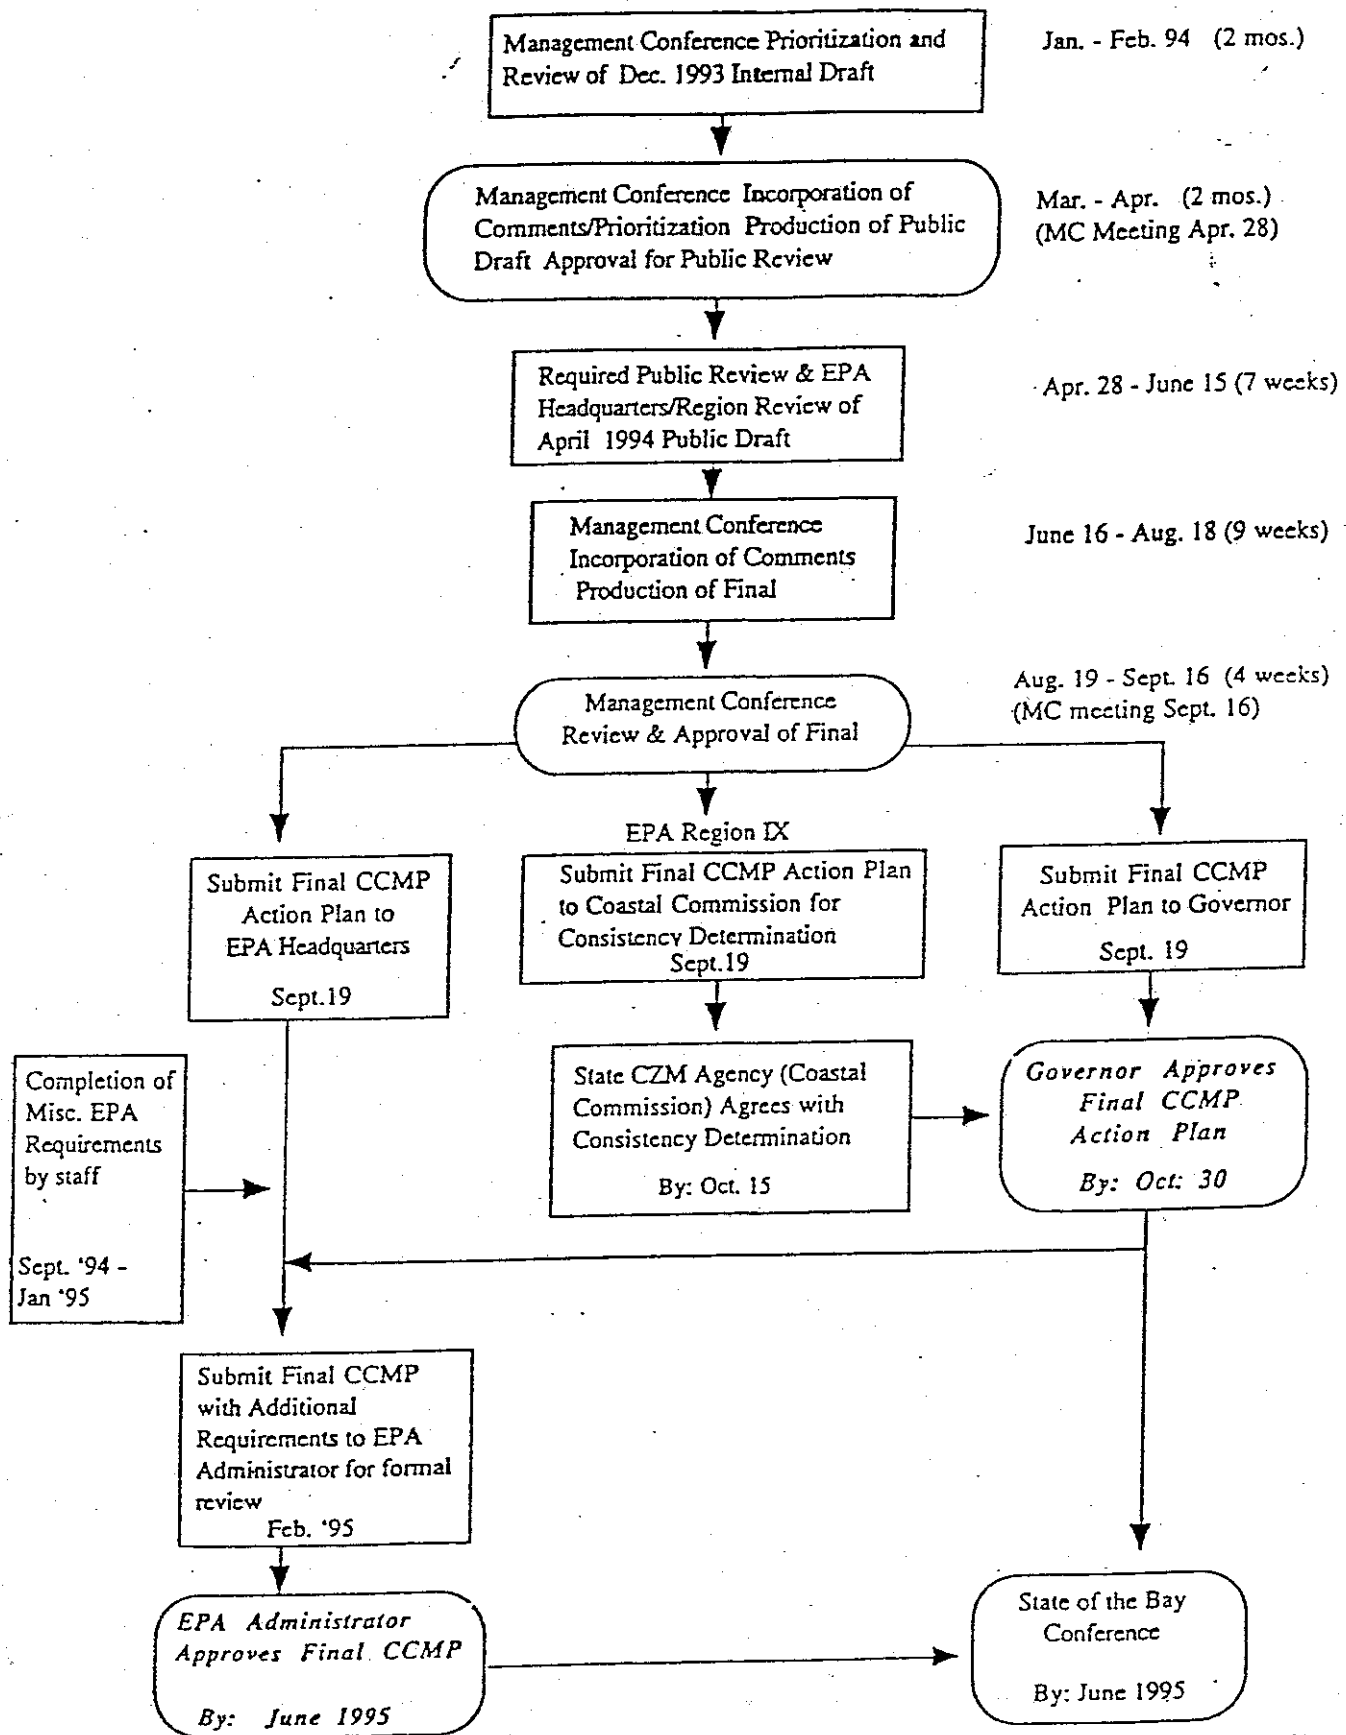 Management Conference Prioritization and
Review of Dec. 1993 Internal Draft
Jan. - Feb. 94 (2 mos.)
Management Conference Incorporation of
Comments/Prioritization Production of Public
Draft Approval for Public Review
Mar. - Apr. (2 mos.)
(MC Meeting Apr. 28)
Required Public Review & EPA
Headquarters/Region Review of
April 1994 Public Draft
Apr. 28 - June 15 (7 weeks)
Management Conference
Incorporation of Comments
Production of Final
June 16 - Aug. 18 (9 weeks)
Management Conference
Review & Approval of Final
Aug. 19 - Sept. 16 (4 weeks)
(MC meeting Sept. 16)
Submit Final CCMP
Action Plan to
EPA Headquarters
Sept.19
EPA Region IX
Submit Final CCMP Action Plan
to Coastal Commission for
Consistency Determination
Sept.19
Submit Final CCMP
Action Plan to Governor
Sept. 19
Completion of
Misc. EPA
Requirements
by staff
Sept. '94 -
Jan '95
State CZM Agency (Coastal
Commission) Agrees with
Consistency Determination
By: Oct. 15
Governor Approves
Final CCMP
Action Plan
By: Oct: 30
Submit Final CCMP
with Additional
Requirements to EPA
Administrator for formal
review
Feb. '95
EPA Administrator
Approves Final CCMP
By: June 1995
State of the Bay
Conference
By: June 1995